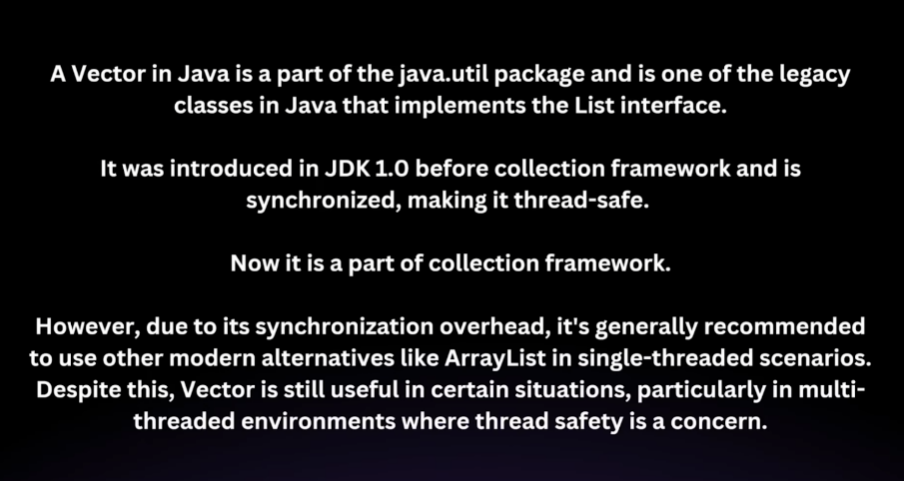 A Vector in Java is a part of the java.util package and is one of the legacy
classes in Java that implements the List interface.
It was introduced in JDK 1.0 before collection framework and is
synchronized, making it thread-safe.
Now it is a part of collection framework.
However, due to its synchronization overhead, it's generally recommended
to use other modern alternatives like ArrayList in single-threaded scenarios.
Despite this, Vector is still useful in certain situations, particularly in multi-
threaded environments where thread safety is a concern.